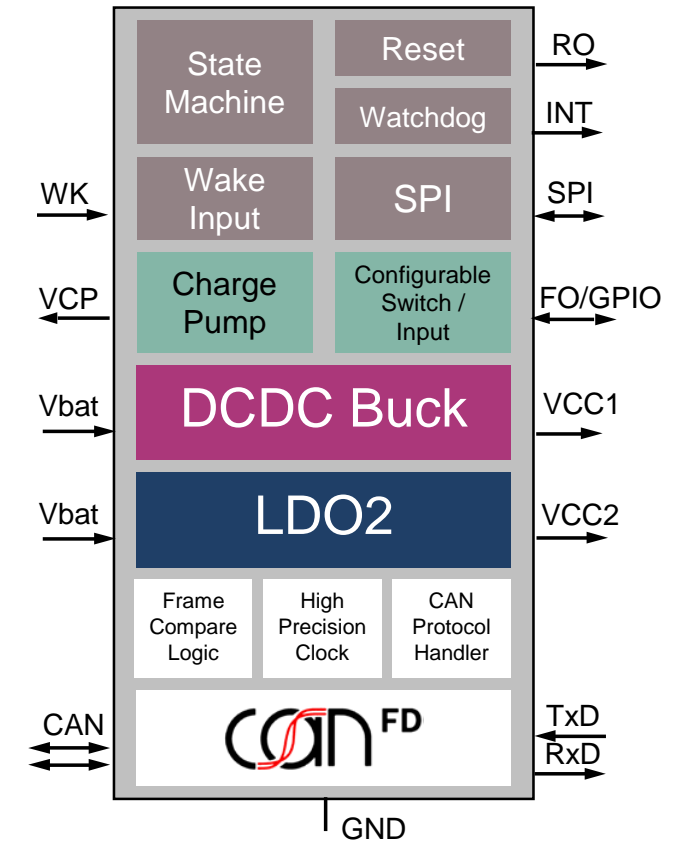 State
Machine
Reset
RO
Watchdog
INT
WK
Wake
Input
SPI
SPI
VCP
Charge
Pump
Configurable
Switch /
Input
FO/GPIO
Vbat
DCDC Buck
VCC1
Vbat
LDO2
VCC2
Frame
Compare
Logic
High
Precision
Clock
CAN
Protocol
Handler
CAN
CAN FD
TxD
RxD
GND